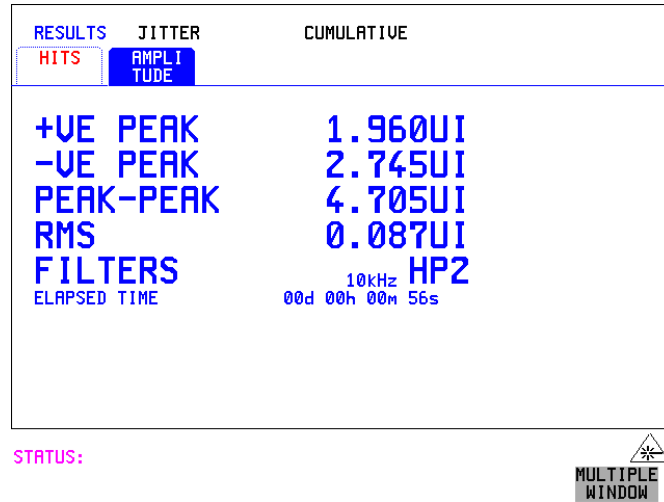 RESULTS JITTER CUMULATIVE
HITS
AMPLI
TUDE
+VE PEAK 1.960UI
-VE PEAK 2.745UI
PEAK-PEAK 4.705UI
RMS 0.087UI
FILTERS 10kHz HP2
ELAPSED TIME 00d 00h 00m 56s
STATUS:
MULTIPLE
WINDOW